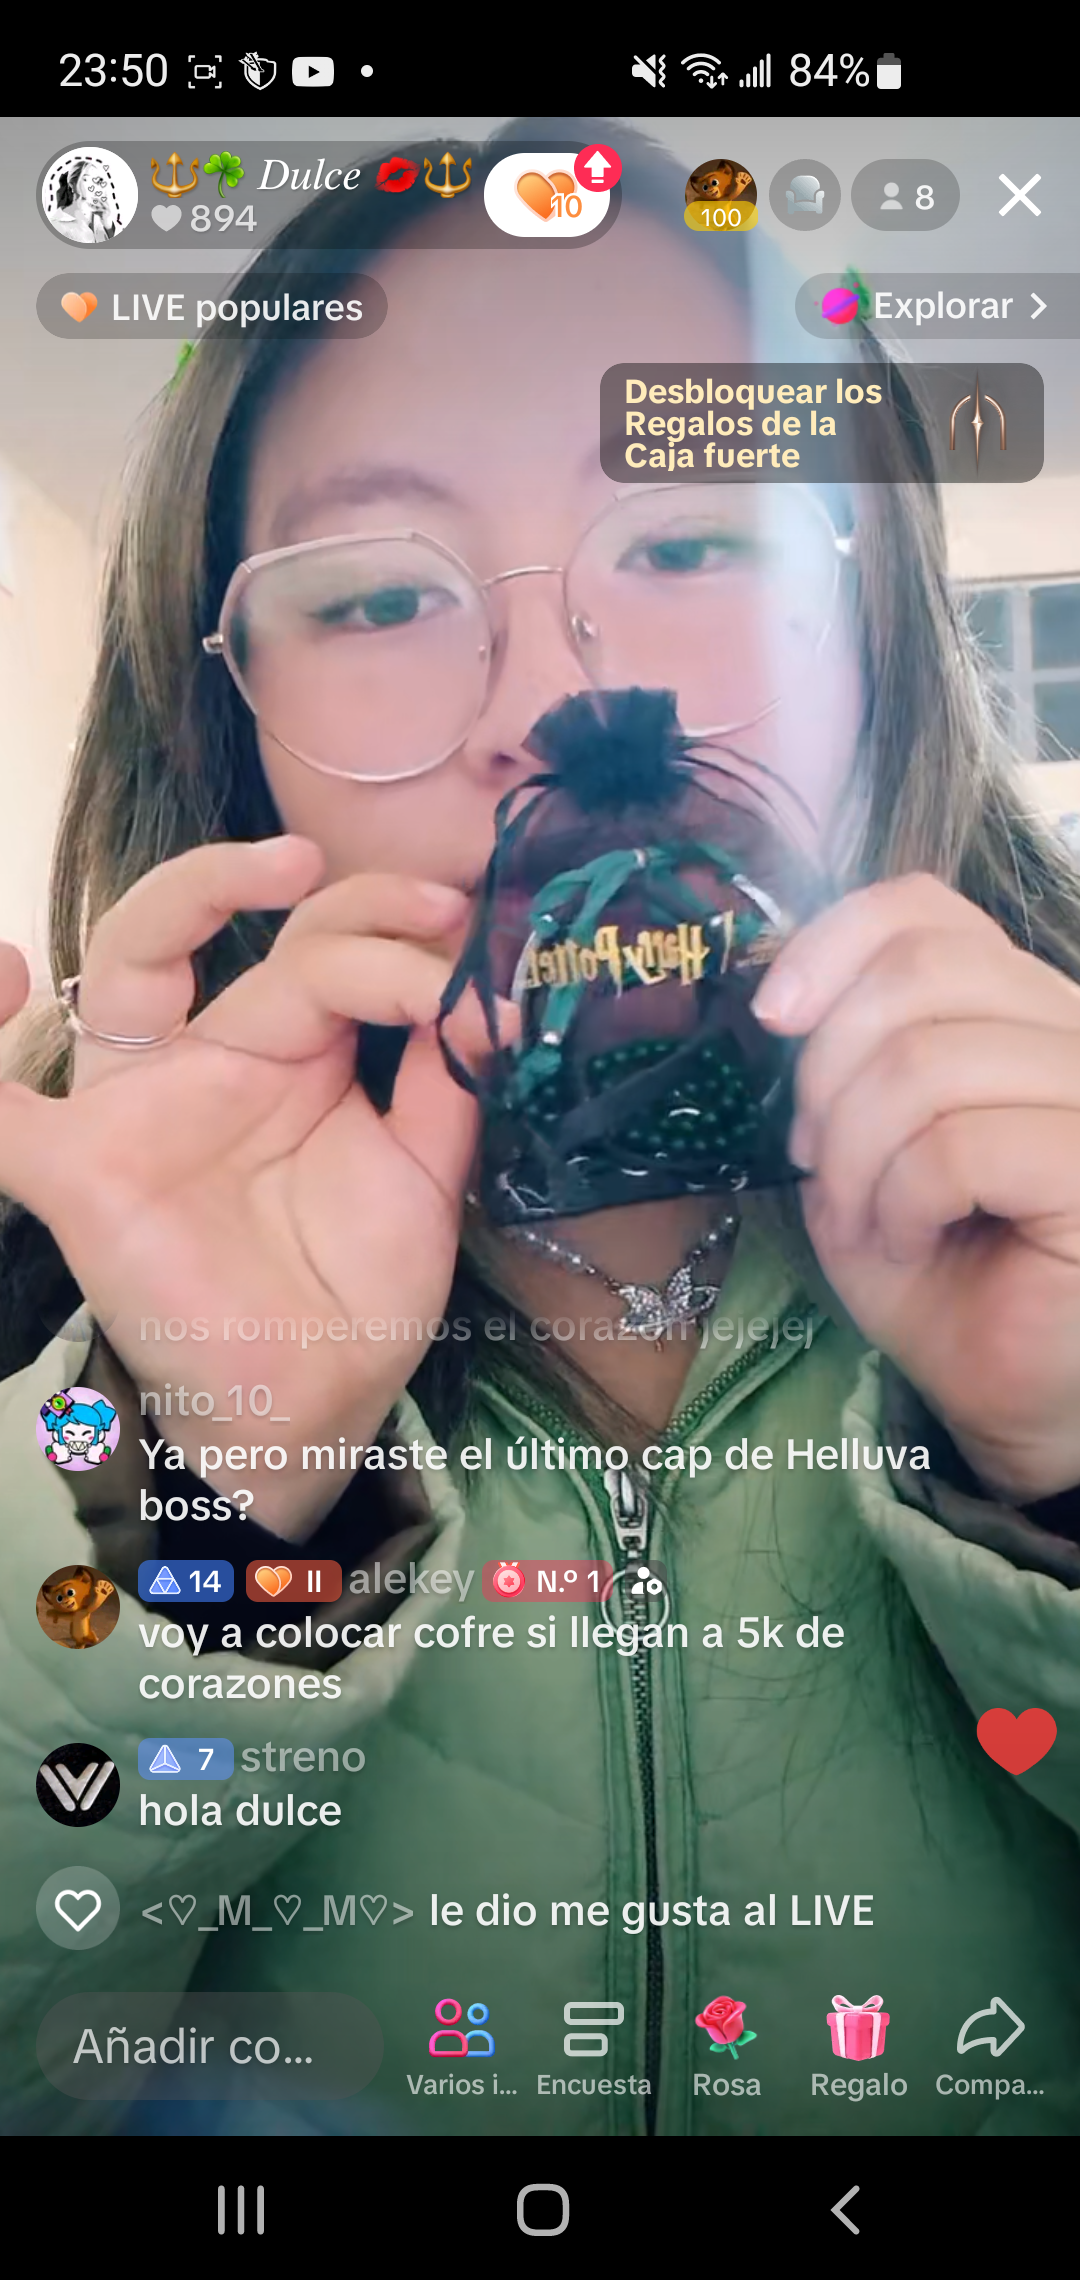 23:50
84%
🔱☘️ Dulce 💋🔱
894
10
100
8
LIVE populares
Explorar >
Desbloquear los
Regalos de la
Caja fuerte
Harry Potter
nos romperemos el corazón jejejej
nito_10_
Ya pero miraste el último cap de Helluva
boss?
14 II alekey N.º 1
voy a colocar cofre si llegan a 5k de
corazones
7 streno
hola dulce
<♡_M_♡_M♡> le dio me gusta al LIVE
Añadir co...
Varios i...
Encuesta
Rosa
Regalo
Compa...